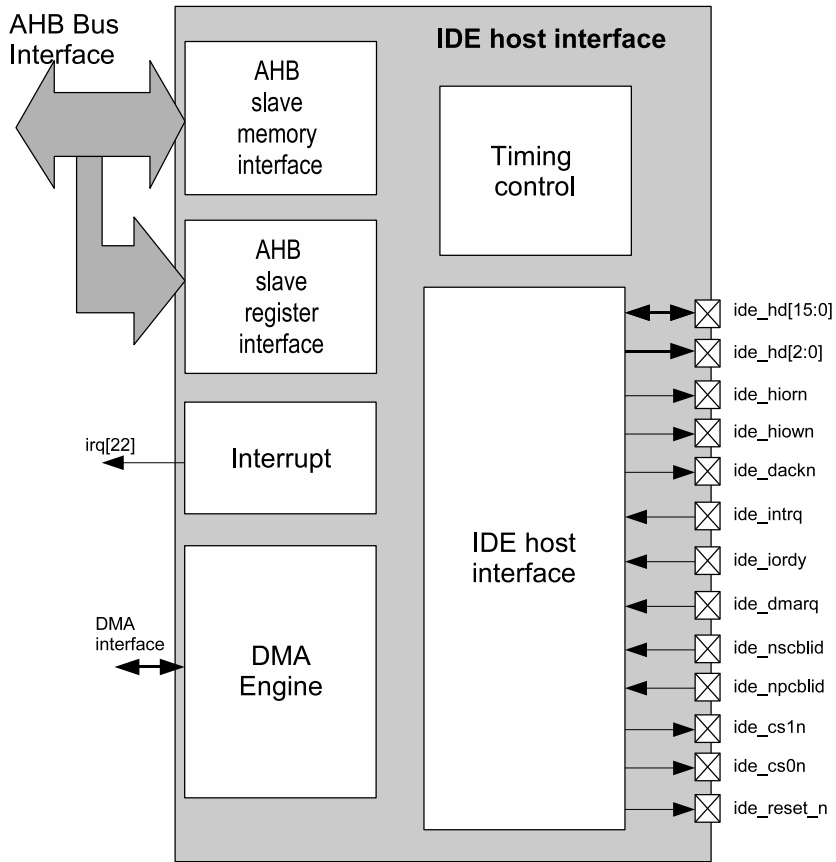 AHB Bus
Interface
IDE host interface
AHB
slave
memory
interface
Timing
control
AHB
slave
register
interface
irq[22]
Interrupt
DMA
interface
DMA
Engine
IDE host
interface
ide_hd[15:0]
ide_hd[2:0]
ide_hiorn
ide_hiown
ide_dackn
ide_intrq
ide_iordy
ide_dmarq
ide_nscblid
ide_npcblid
ide_cs1n
ide_cs0n
ide_reset_n